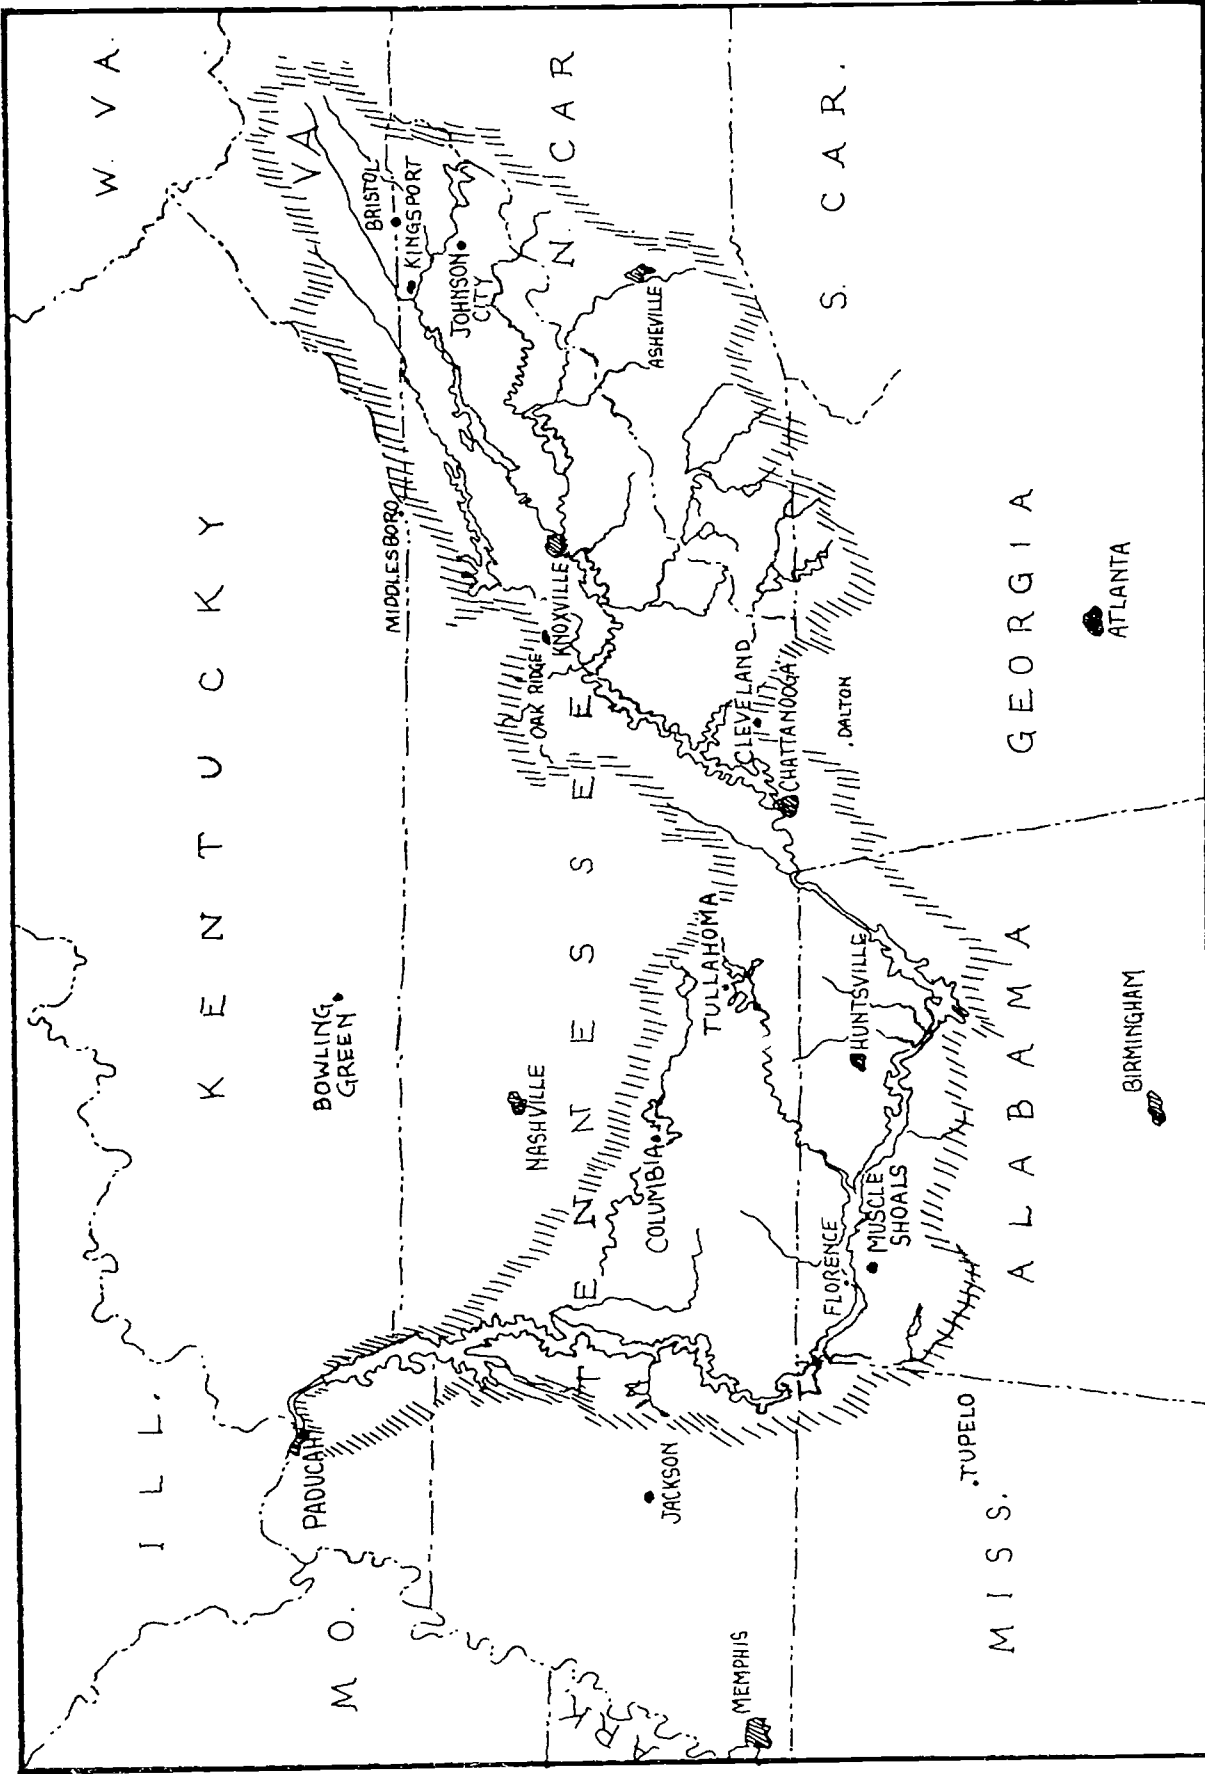 W. VA.
ILL.
KENTUCKY
VA
MO.
BOWLING
GREEN
MIDDLESBORO
BRISTOL
KINGSPORT
JOHNSON
CITY
PADUCAH
NASHVILLE
OAK RIDGE
KNOXVILLE
N. CAR
TENNESSEE
ARK
ASHEVILLE
COLUMBIA
JACKSON
TULLAHOMA
CLEVELAND
CHATTANOOGA
MEMPHIS
S. CAR.
DALTON
HUNTSVILLE
FLORENCE
MUSCLE
SHOALS
TUPELO
MISS.
ALABAMA
GEORGIA
ATLANTA
BIRMINGHAM